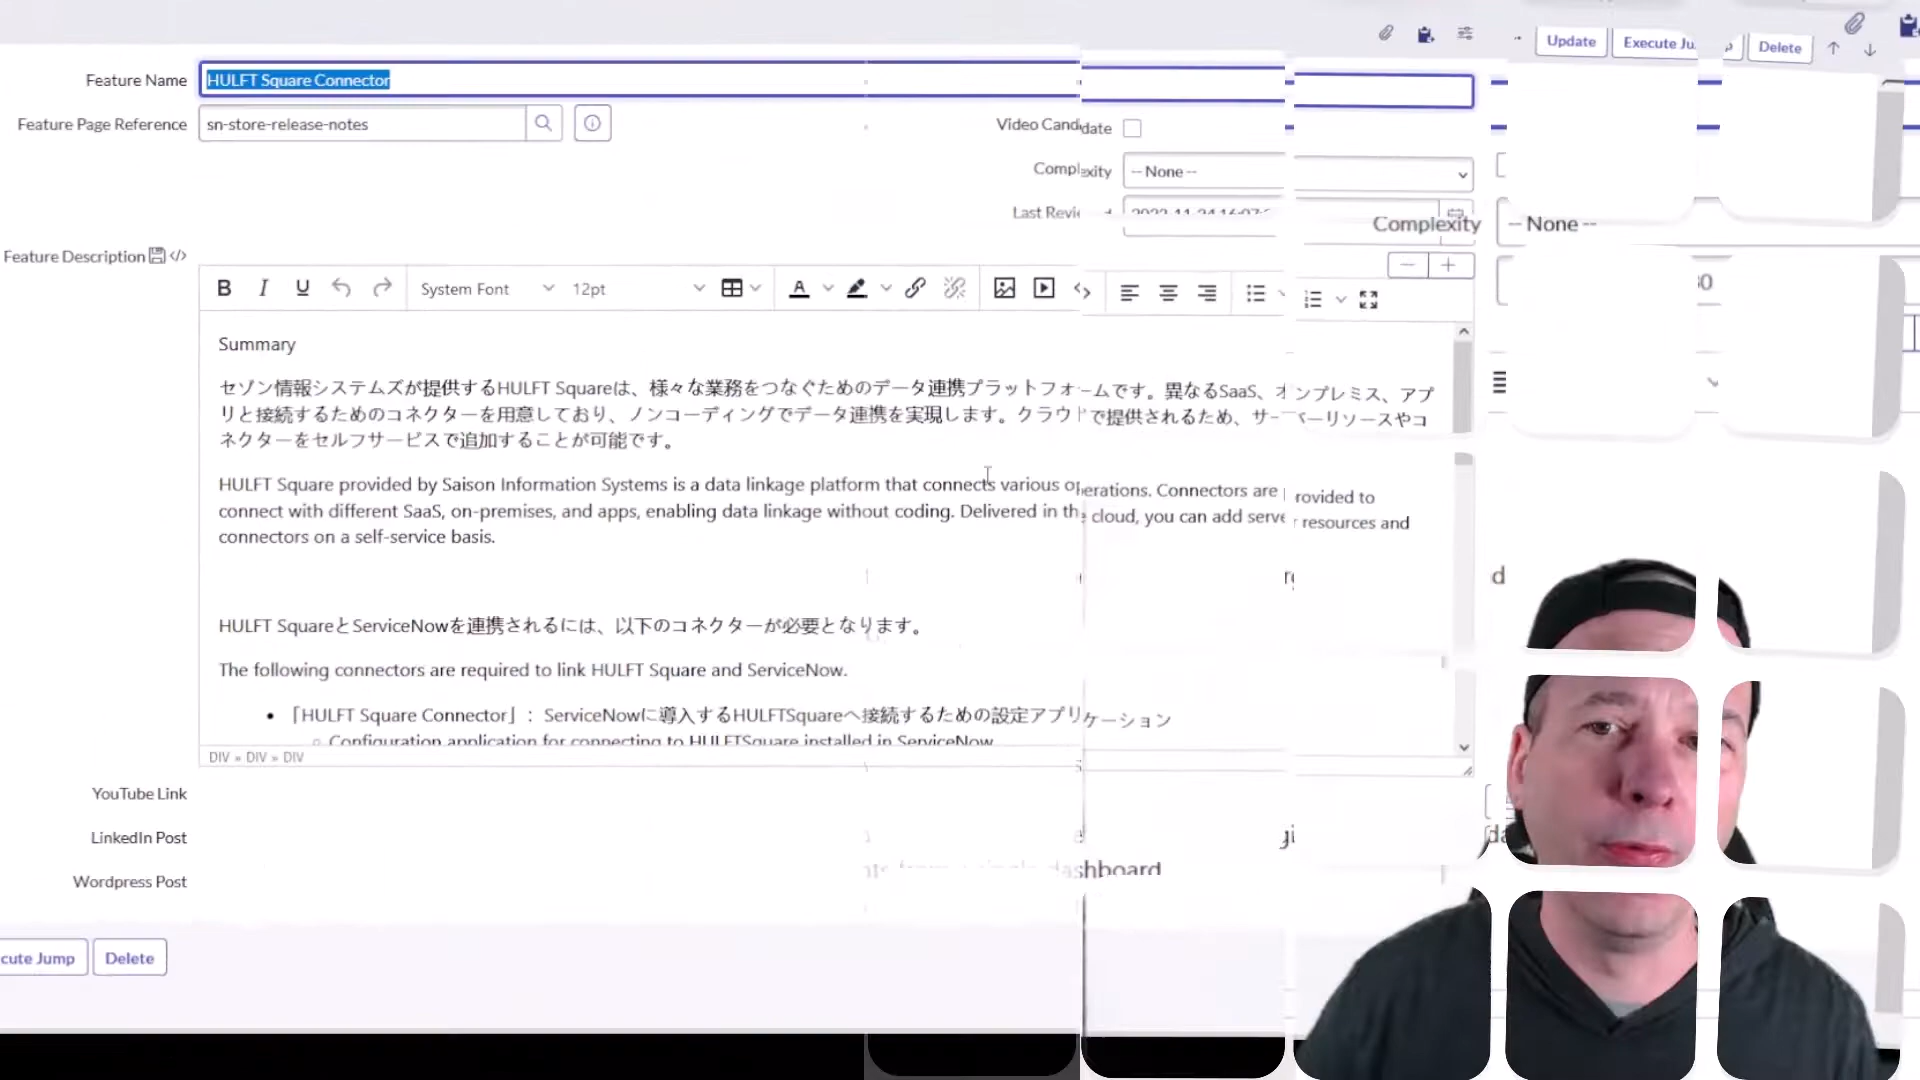 Update
Execute Ju
p
Delete
Feature Name
HULFT Square Connector
Feature Page Reference
sn-store-release-notes
Video Cand
date
Complexity
-- None --
Complexity
-- None --
Last Revie
Feature Description
B I U
System Font
12pt
Summary
セゾン情報システムズが提供するHULFT Squareは、様々な業務をつなぐためのデータ連携プラットフォームです。異なるSaaS、オンプレミス、アプ
リと接続するためのコネクターを用意しており、ノンコーディングでデータ連携を実現します。クラウドで提供されるため、サーバーリソースやコ
ネクターをセルフサービスで追加することが可能です。
HULFT Square provided by Saison Information Systems is a data linkage platform that connects various operations. Connectors are provided to
connect with different SaaS, on-premises, and apps, enabling data linkage without coding. Delivered in the cloud, you can add server resources and
connectors on a self-service basis.
HULFT SquareとServiceNowを連携されるには、以下のコネクターが必要となります。
The following connectors are required to link HULFT Square and ServiceNow.
「HULFT Square Connector」： ServiceNowに導入するHULFTSquareへ接続するための設定アプリケーション
Configuration application for connecting to HULFTSquare installed in ServiceNow
DIV » DIV » DIV
YouTube Link
LinkedIn Post
ashboard
Wordpress Post
cute Jump
Delete